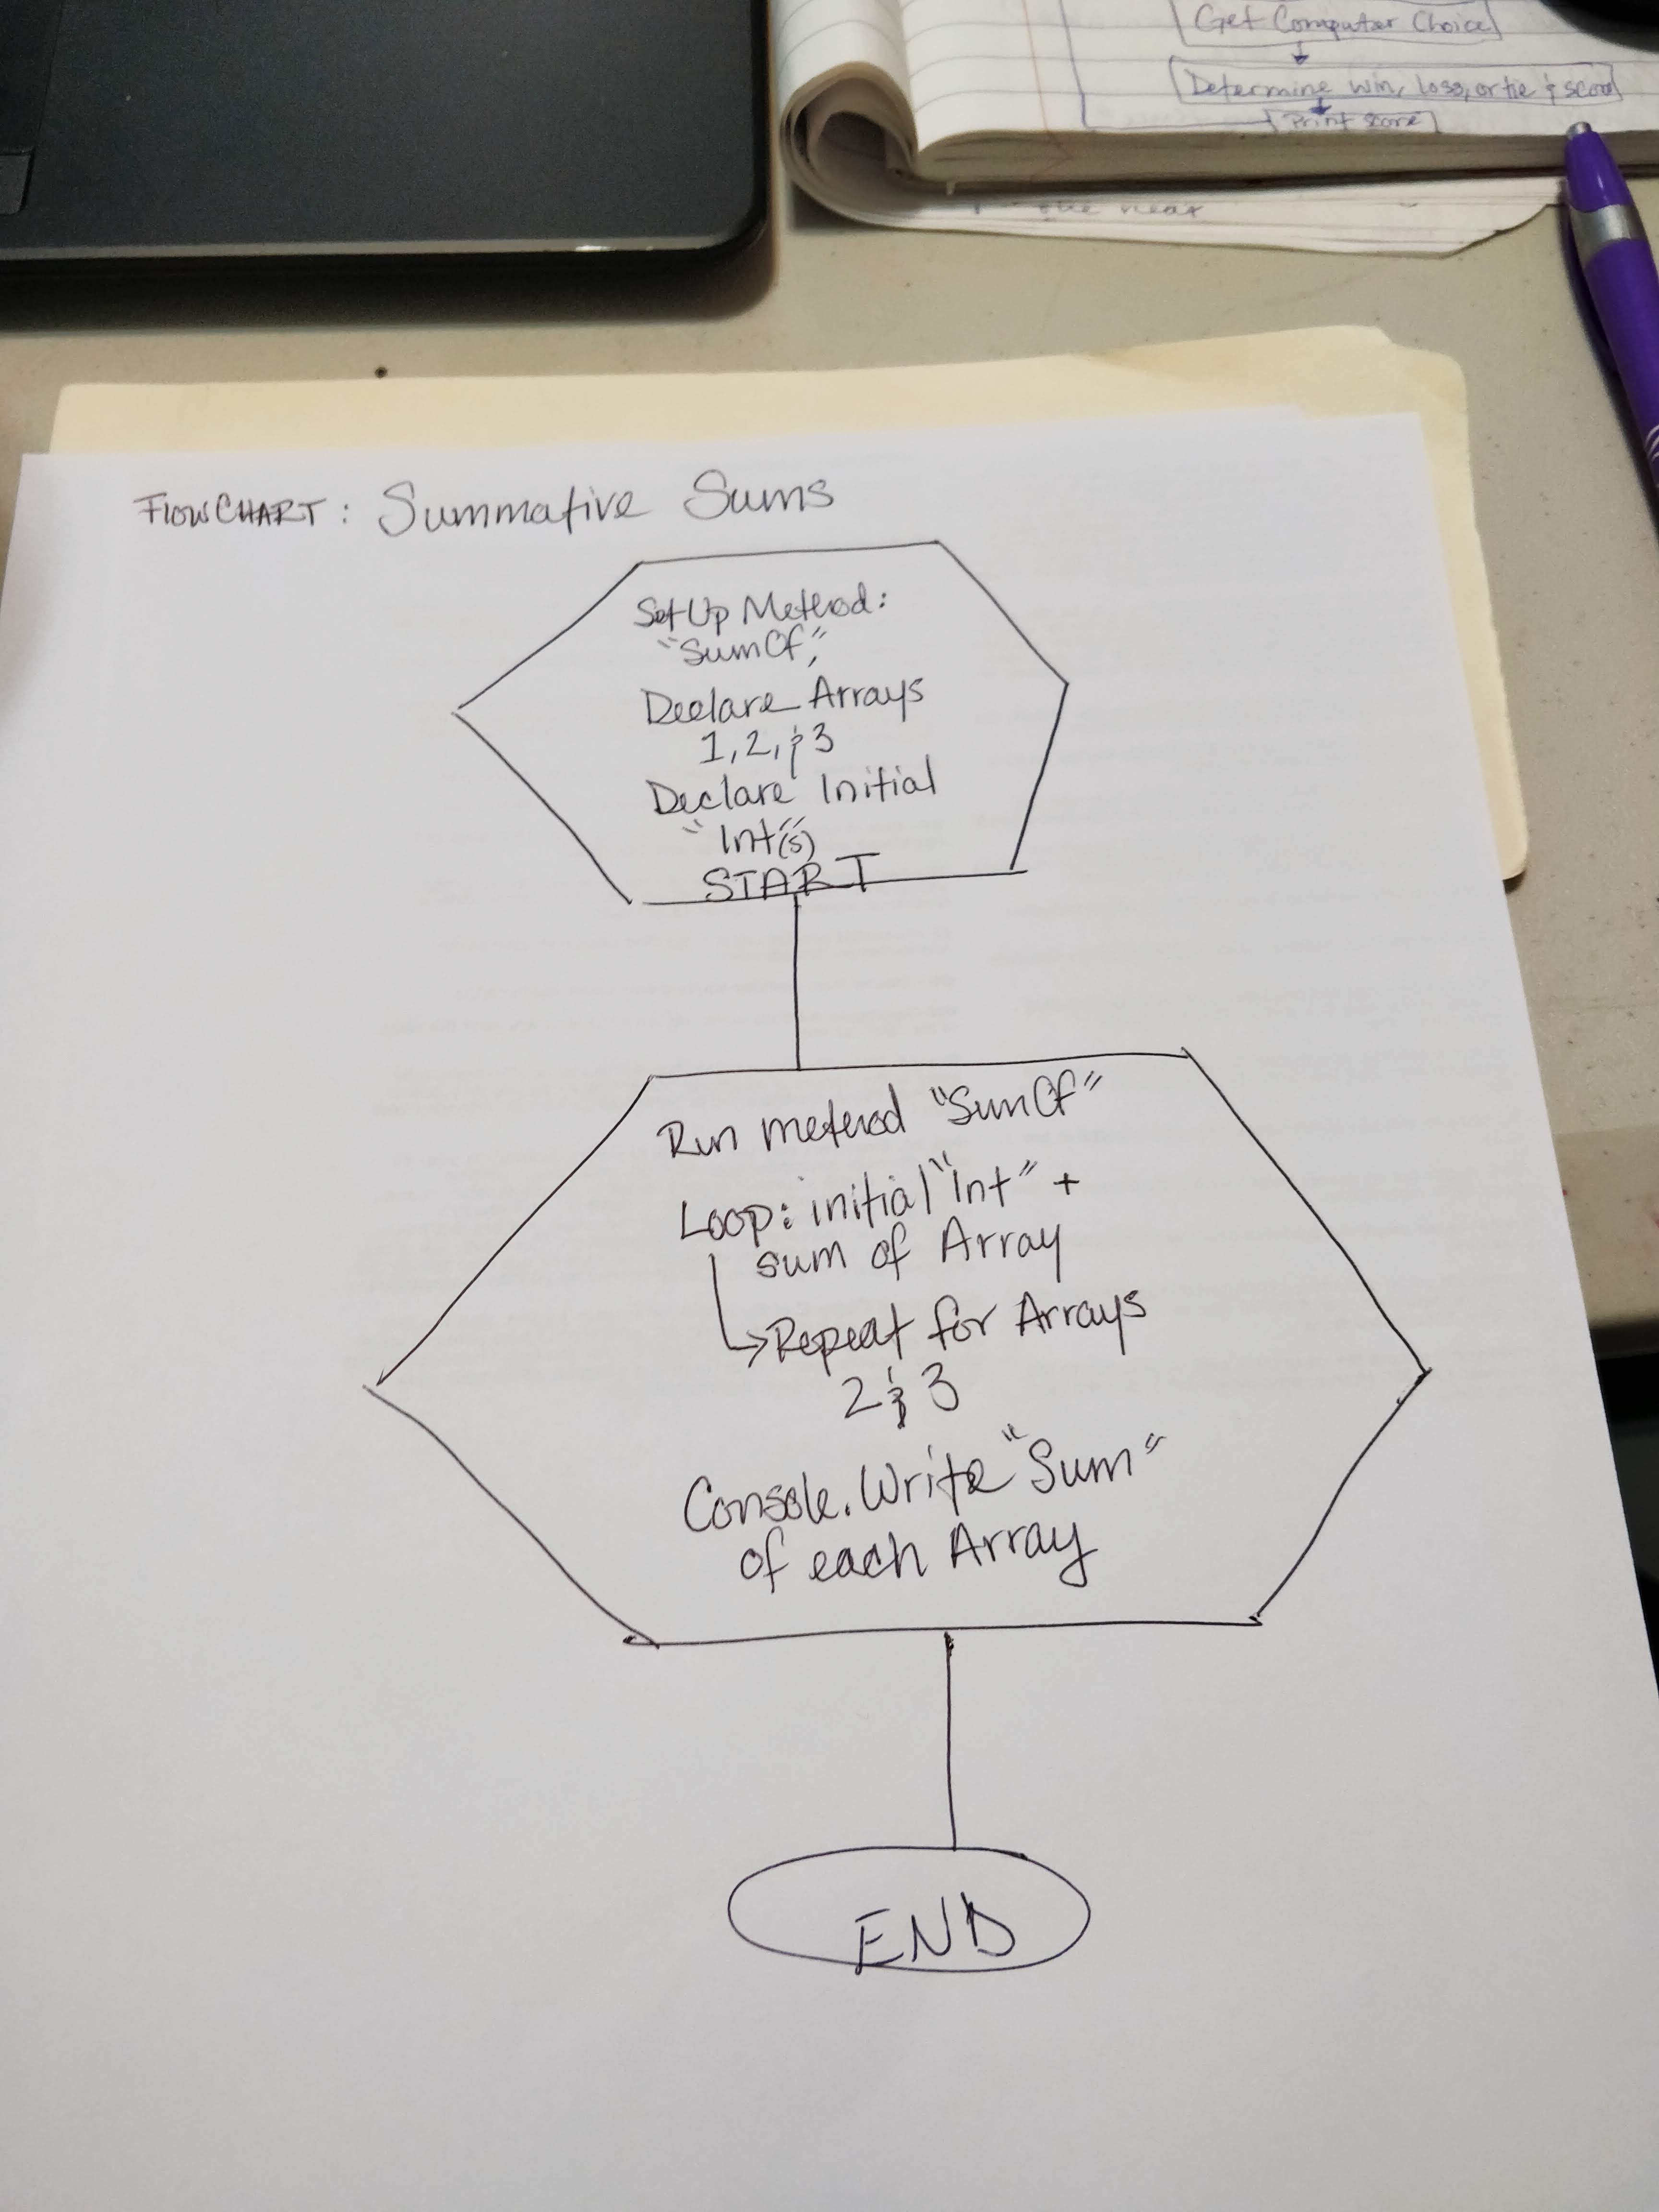 Get Computer Choice
Determine win, loss, or tie & score
Print score
the near
FLOWCHART: Summative Sums
Set Up Method:
"SumOf",
Declare Arrays
1, 2, & 3
Declare Initial
"Int"(s)
START
Run method "SumOf"
Loop: initial "Int" +
sum of Array
Repeat for Arrays
2 & 3
Console.Write "Sum"
of each Array
END